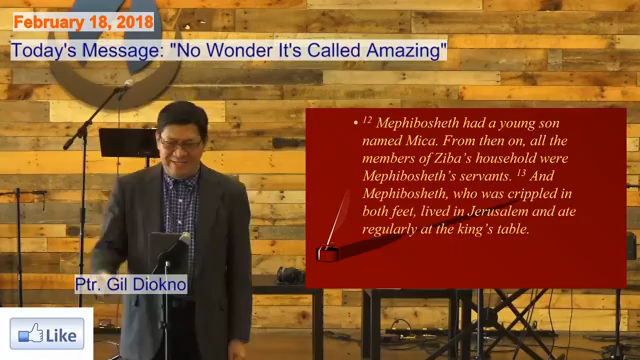 February 18, 2018
Today's Message: "No Wonder It's Called Amazing"
• 12 Mephibosheth had a young son
named Mica. From then on, all the
members of Ziba's household were
Mephibosheth's servants. 13 And
Mephibosheth, who was crippled in
both feet, lived in Jerusalem and ate
regularly at the king's table.
Ptr. Gil Diokno
Like